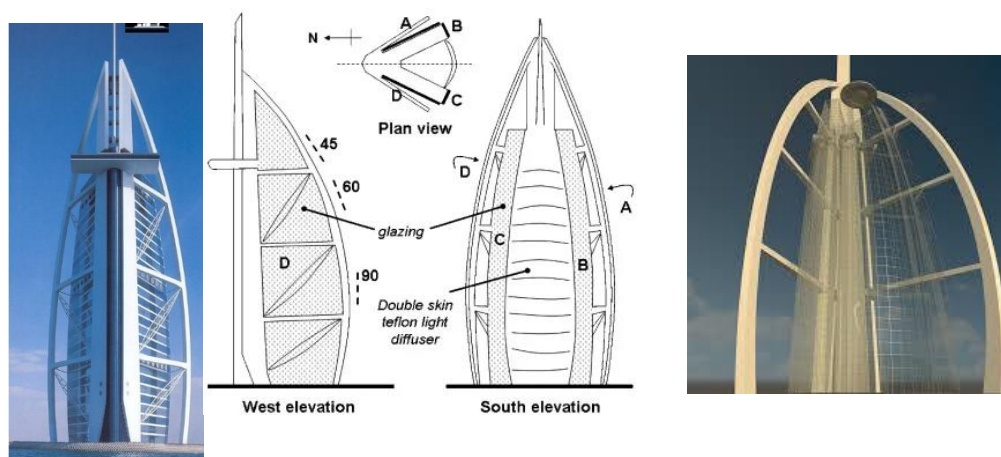 A
B
N
D
C
Plan view
45
60
glazing
D
90
Double skin
teflon light
diffuser
D
A
C
B
West elevation
South elevation